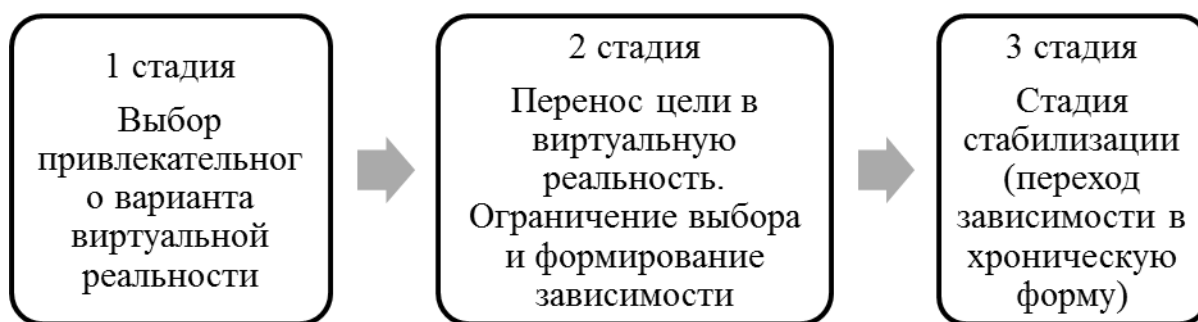 1 стадия
Выбор
привлекательног
о варианта
виртуальной
реальности
2 стадия
Перенос цели в
виртуальную
реальность.
Ограничение выбора
и формирование
зависимости
3 стадия
Стадия
стабилизации
(переход
зависимости в
хроническую
форму)